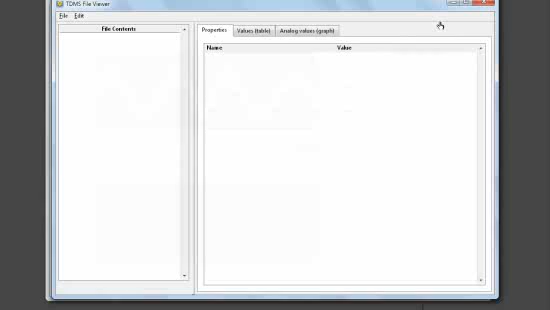 TDMS File Viewer
File Edit
File Contents
Properties Values (table) Analog values (graph)
Name Value